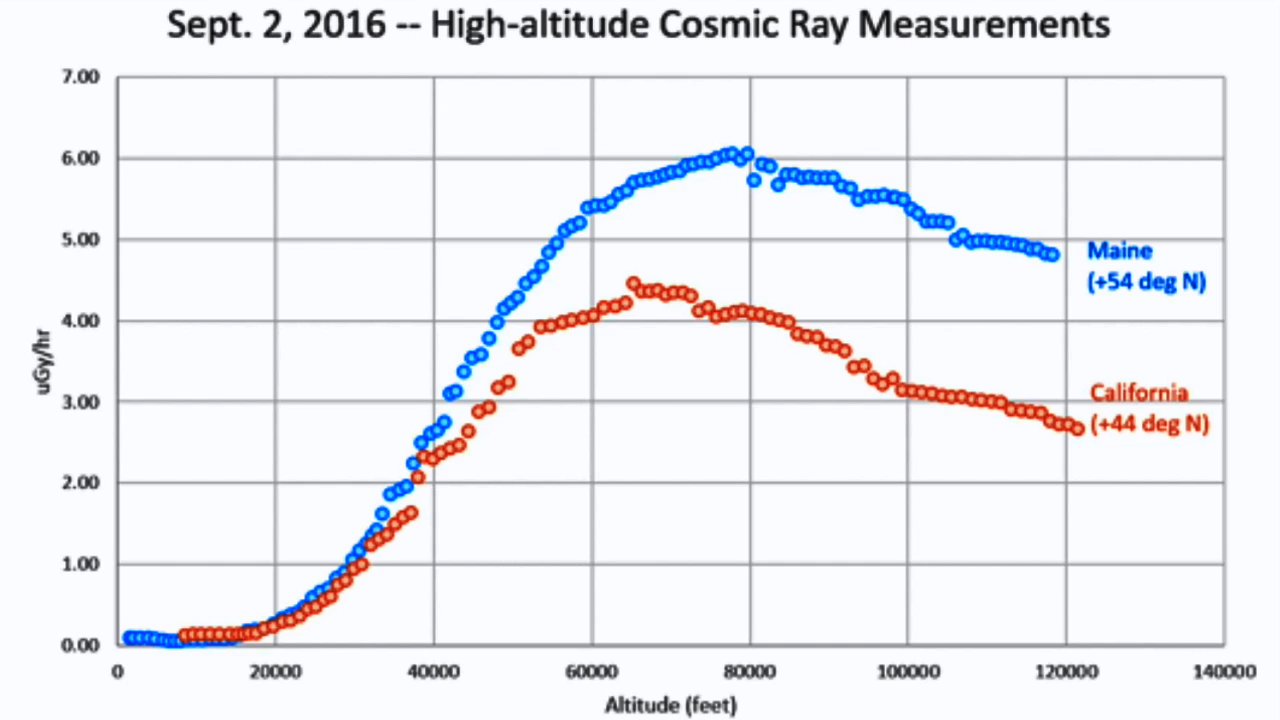 Sept. 2, 2016 -- High-altitude Cosmic Ray Measurements
7.00
6.00
5.00
4.00
3.00
2.00
1.00
0.00
uGy/hr
Maine
(+54 deg N)
California
(+44 deg N)
0 20000 40000 60000 80000 100000 120000 140000
Altitude (feet)